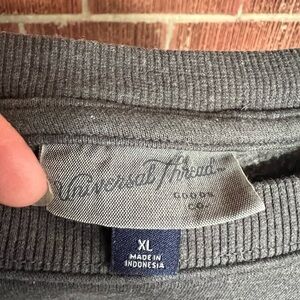 Universal Thread
GOODS
CO.
XL
MADE IN
INDONESIA